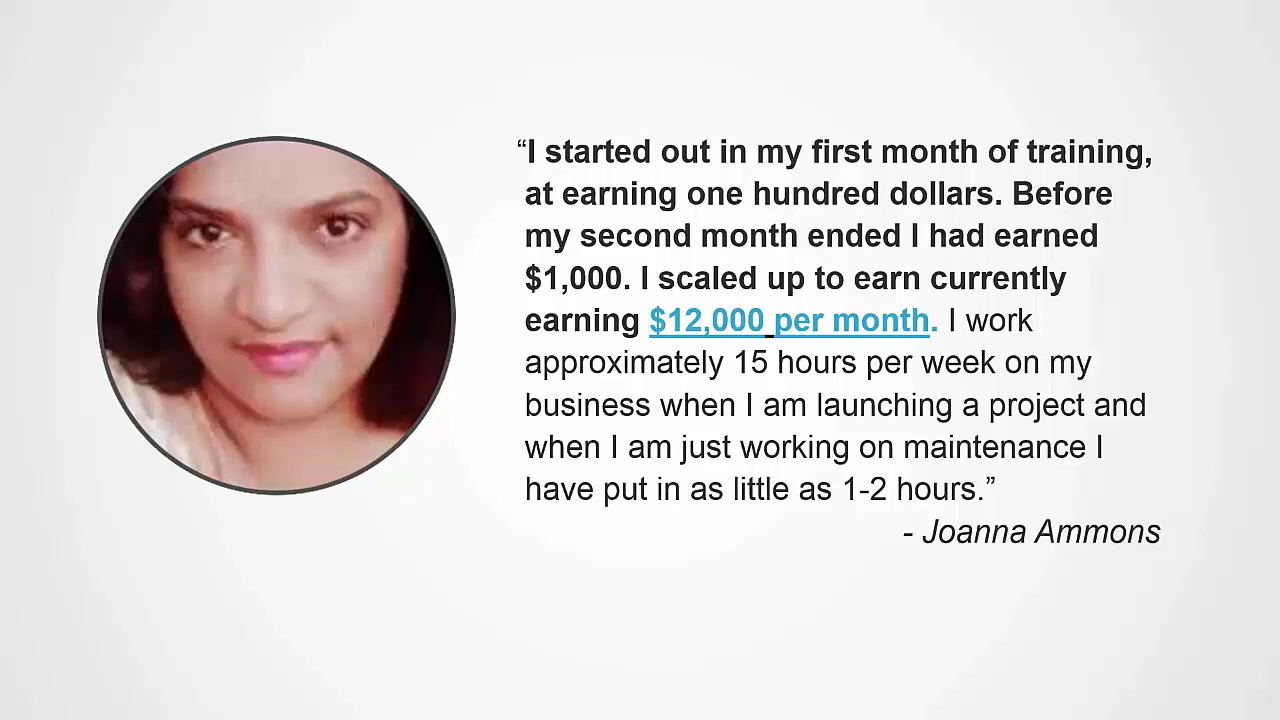 “I started out in my first month of training,
at earning one hundred dollars. Before
my second month ended I had earned
$1,000. I scaled up to earn currently
earning $12,000 per month. I work
approximately 15 hours per week on my
business when I am launching a project and
when I am just working on maintenance I
have put in as little as 1-2 hours.”
- Joanna Ammons